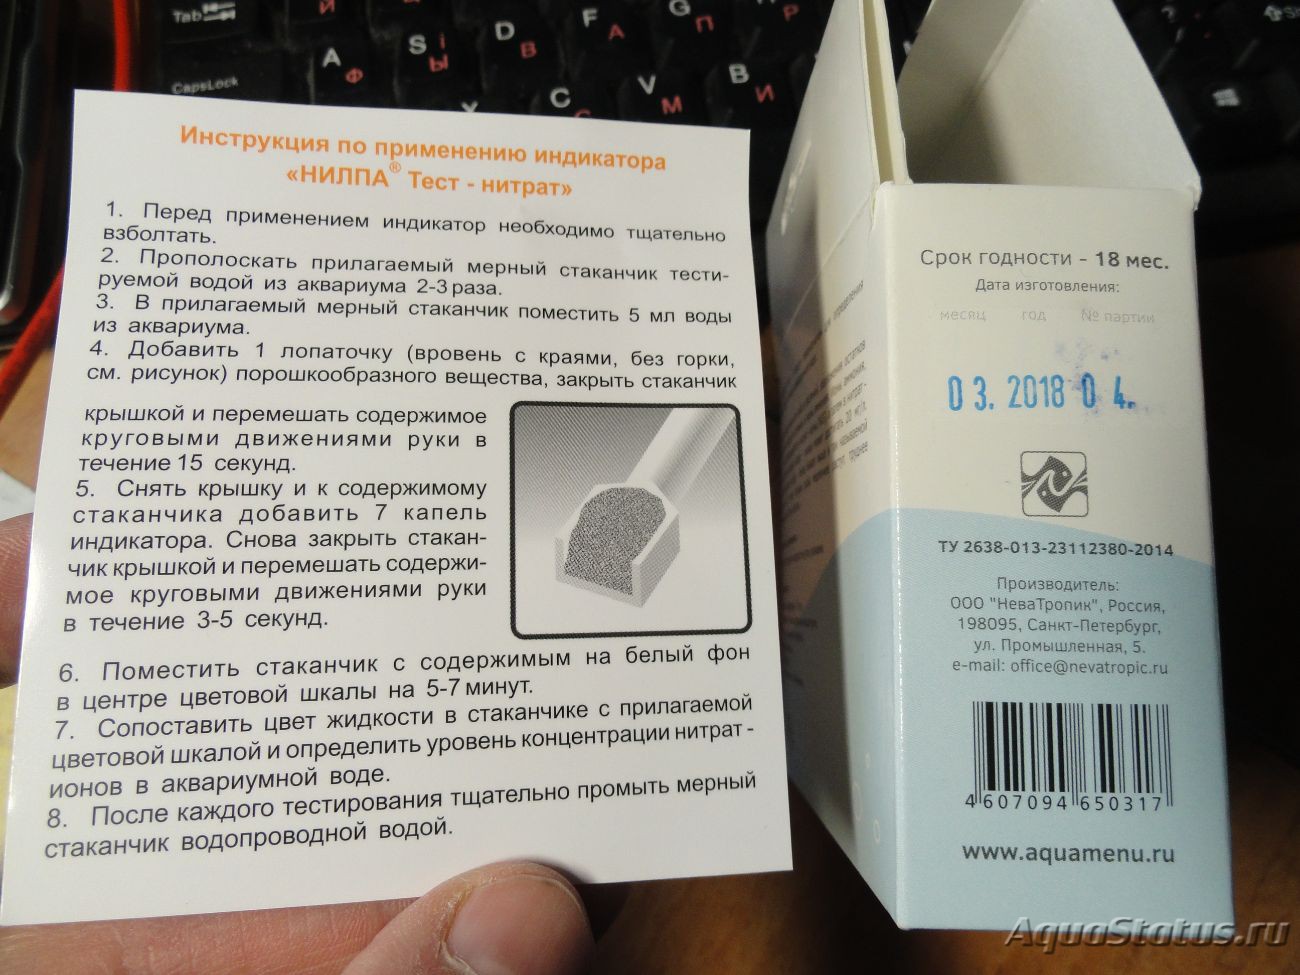 Tab
CapsLock
й
A Ф
S і Ы
D В
F А
G П
Р
C С
V М
B И
Инструкция по применению индикатора
«НИЛПА® Тест - нитрат»
1. Перед применением индикатор необходимо тщательно
взболтать.
2. Прополоскать прилагаемый мерный стаканчик тести-
руемой водой из аквариума 2-3 раза.
3. В прилагаемый мерный стаканчик поместить 5 мл воды
из аквариума.
4. Добавить 1 лопаточку (вровень с краями, без горки,
см. рисунок) порошкообразного вещества, закрыть стаканчик
крышкой и перемешать содержимое
круговыми движениями руки в
течение 15 секунд.
5. Снять крышку и к содержимому
стаканчика добавить 7 капель
индикатора. Снова закрыть стакан-
чик крышкой и перемешать содержи-
мое круговыми движениями руки
в течение 3-5 секунд.
6. Поместить стаканчик с содержимым на белый фон
в центре цветовой шкалы на 5-7 минут.
7. Сопоставить цвет жидкости в стаканчике с прилагаемой
цветовой шкалой и определить уровень концентрации нитрат -
ионов в аквариумной воде.
8. После каждого тестирования тщательно промыть мерный
стаканчик водопроводной водой.
Срок годности - 18 мес.
Дата изготовления:
месяц год № партии
03. 2018 04.
ТУ 2638-013-23112380-2014
Производитель:
ООО "НеваТропик", Россия,
198095, Санкт-Петербург,
ул. Промышленная, 5.
e-mail: office@nevatropic.ru
4 607094 650317
www.aquamenu.ru
AquaStatus.ru